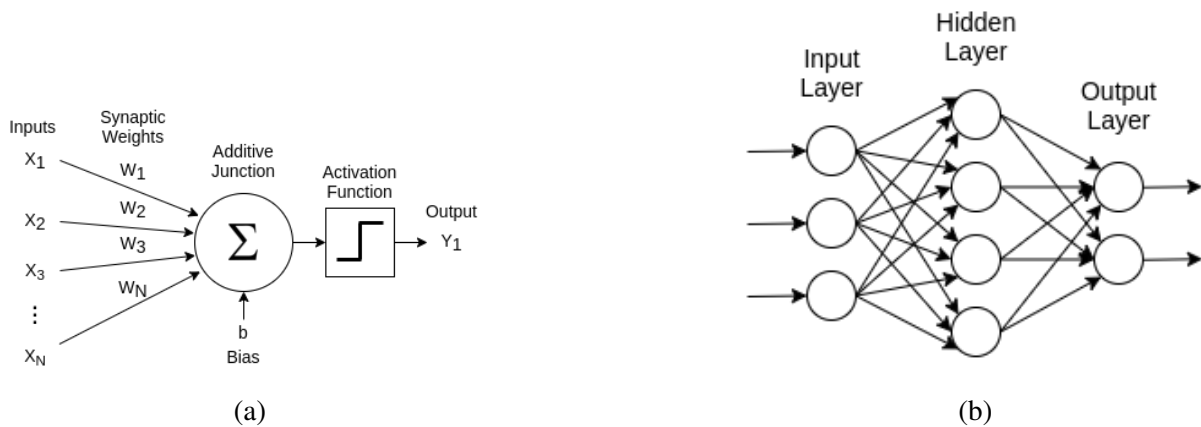 Inputs
Synaptic
Weights
X1
X2
X3
⋮
XN
W1
W2
W3
WN
Additive
Junction
Σ
b
Bias
Activation
Function
Output
Y1
(a)
Input
Layer
Hidden
Layer
Output
Layer
(b)